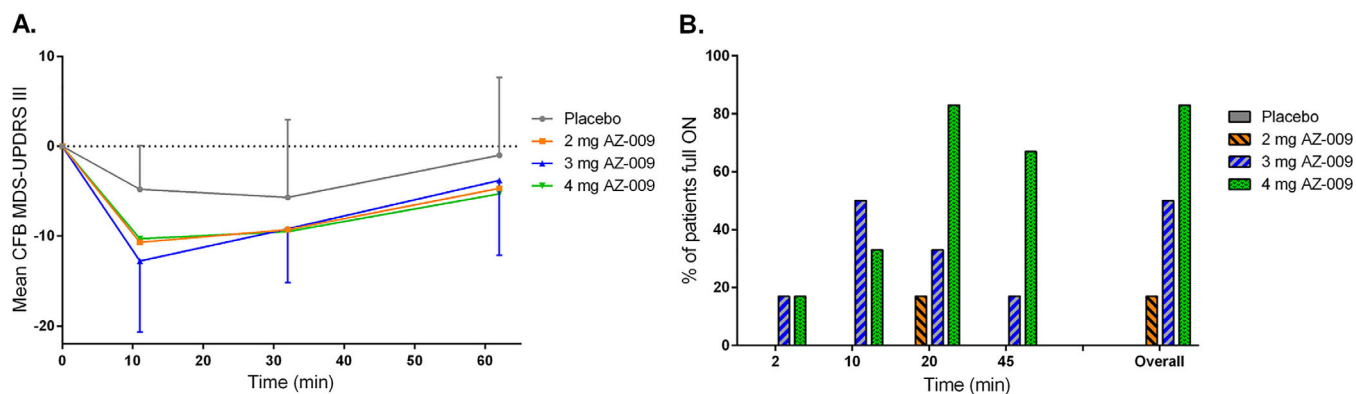 A.
Mean CFB MDS-UPDRS III
10
0
-10
-20
0 10 20 30 40 50 60
Time (min)
Placebo
2 mg AZ-009
3 mg AZ-009
4 mg AZ-009
B.
% of patients full ON
100
80
60
40
20
0
2 10 20 45 Overall
Time (min)
Placebo
2 mg AZ-009
3 mg AZ-009
4 mg AZ-009